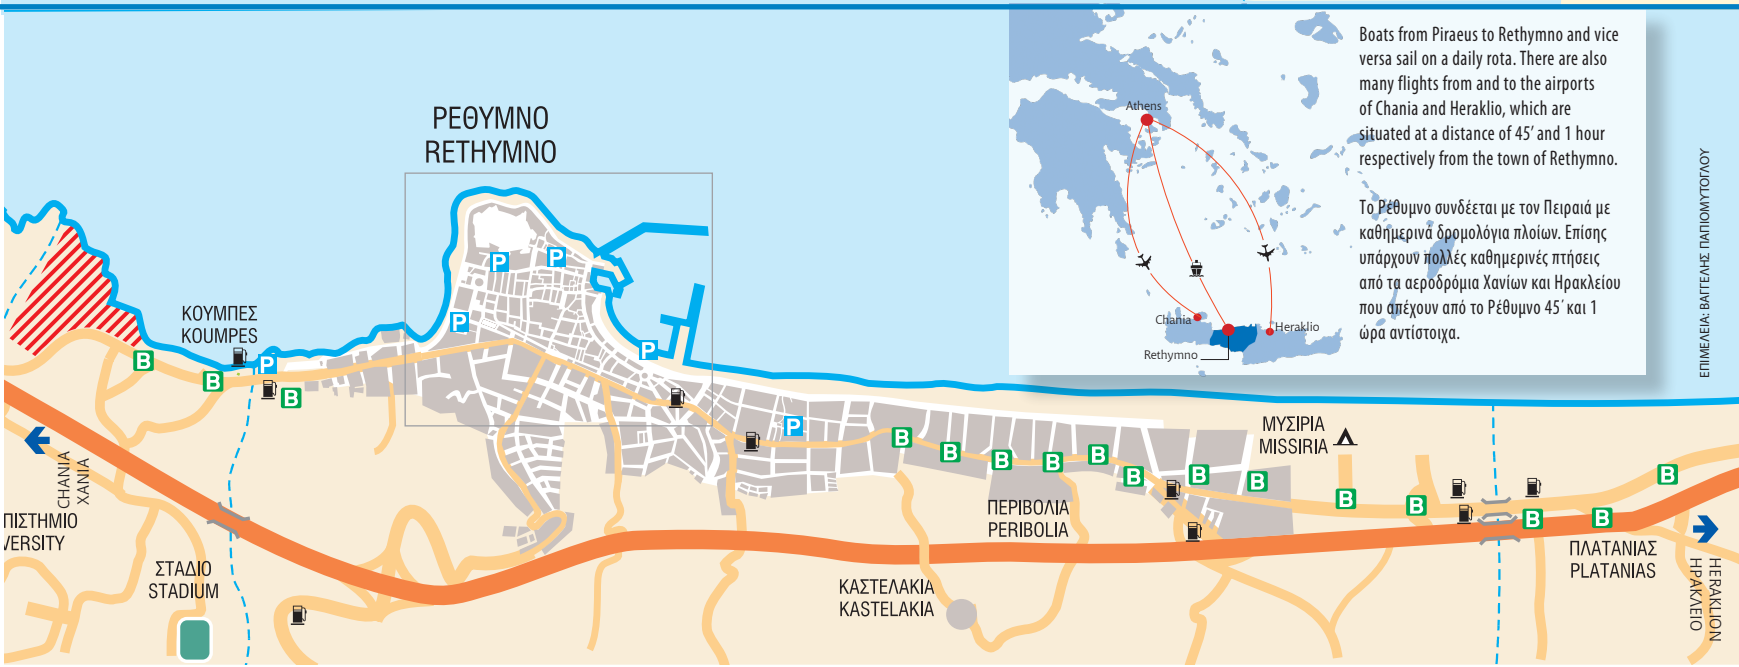 ΡΕΘΥΜΝΟ
RETHYMNO
Boats from Piraeus to Rethymno and vice
versa sail on a daily rota. There are also
many flights from and to the airports
of Chania and Heraklio, which are
situated at a distance of 45' and 1 hour
respectively from the town of Rethymno.
Το Ρέθυμνο συνδέεται με τον Πειραιά με
καθημερινά δρομολόγια πλοίων. Επίσης
υπάρχουν πολλές καθημερινές πτήσεις
από τα αεροδρόμια Χανίων και Ηρακλείου
που απέχουν από το Ρέθυμνο 45΄ και 1
ώρα αντίστοιχα.
Athens
Chania
Heraklio
Rethymno
ΕΠΙΜΕΛΕΙΑ: ΒΑΓΓΕΛΗΣ ΠΑΠΙΟΜΥΤΟΓΛΟΥ
ΚΟΥΜΠΕΣ
KOUMPES
P
P
P
P
P
P
B
B
B
ΜΥΣΙΡΙΑ
MISSIRIA
B
B
B
B
B
B
B
B
B
B
B
B
B
CHANIA
ΧΑΝΙΑ
ΠΙΣΤΗΜΙΟ
VERSITY
ΣΤΑΔΙΟ
STADIUM
ΠΕΡΙΒΟΛΙΑ
PERIBOLIA
ΚΑΣΤΕΛΑΚΙΑ
KASTELAKIA
ΠΛΑΤΑΝΙΑΣ
PLATANIAS
HERAKLION
ΗΡΑΚΛΕΙΟ